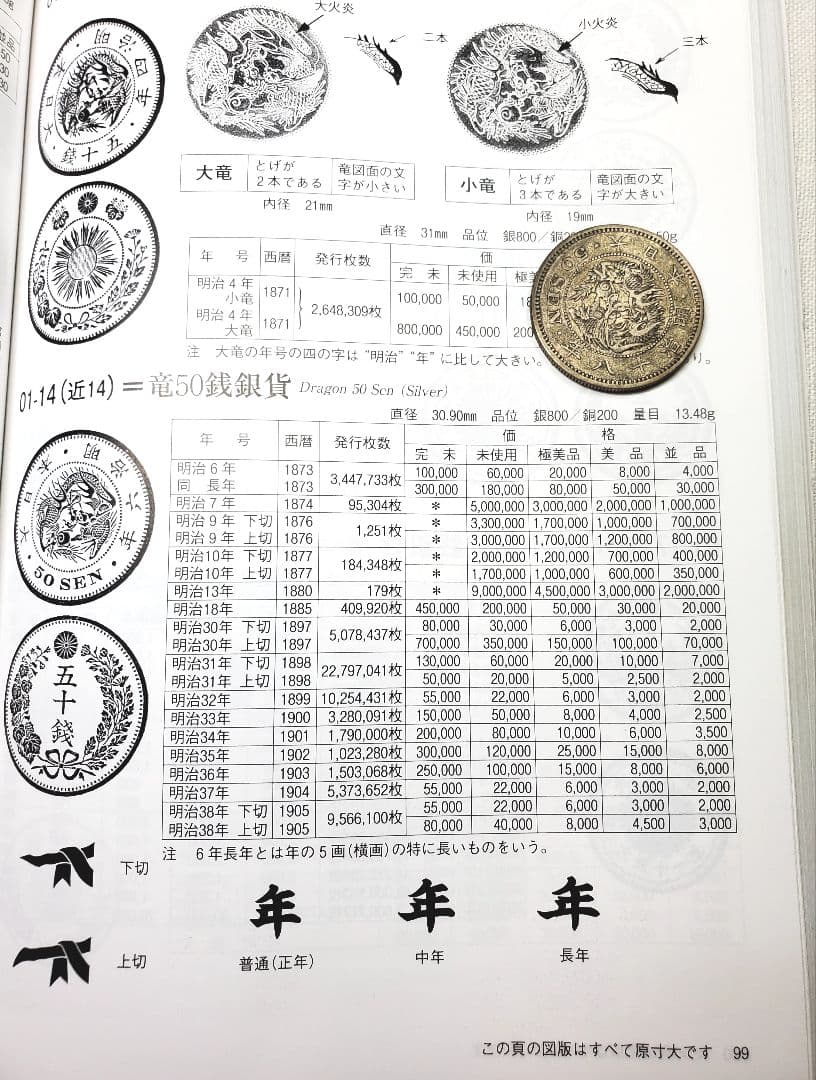 大火炎
二本
小火炎
三本
大竜 とげが2本である 竜図面の文字が小さい
内径 21mm
小竜 とげが3本である 竜図面の文字が大きい
内径 19mm
直径 31mm 品位 銀800/銅2 50g
年号 西暦 発行枚数 価
完未 未使用 極美
明治4年 小竜 1871 2,648,309枚 100,000 50,000 18
明治4年 大竜 1871 800,000 450,000 200
注 大竜の年号の四の字は"明治""年"に比して大きい。 り。
01-14(近14)=竜50銭銀貨 Dragon 50 Sen (Silver)
直径 30.90mm 品位 銀800/銅200 量目 13.48g
年号 西暦 発行枚数 価格
完未 未使用 極美品 美品 並品
明治6年 1873 3,447,733枚 100,000 60,000 20,000 8,000 4,000
同 長年 1873 300,000 180,000 80,000 50,000 30,000
明治7年 1874 95,304枚 * 5,000,000 3,000,000 2,000,000 1,000,000
明治9年 下切 1876 1,251枚 * 3,300,000 1,700,000 1,000,000 700,000
明治9年 上切 1876 * 3,000,000 1,700,000 1,200,000 800,000
明治10年 下切 1877 184,348枚 * 2,000,000 1,200,000 700,000 400,000
明治10年 上切 1877 * 1,700,000 1,000,000 600,000 350,000
明治13年 1880 179枚 * 9,000,000 4,500,000 3,000,000 2,000,000
明治18年 1885 409,920枚 450,000 200,000 50,000 30,000 20,000
明治30年 下切 1897 5,078,437枚 80,000 30,000 6,000 3,000 2,000
明治30年 上切 1897 700,000 350,000 150,000 100,000 70,000
明治31年 下切 1898 22,797,041枚 130,000 60,000 20,000 10,000 7,000
明治31年 上切 1898 50,000 20,000 5,000 2,500 2,000
明治32年 1899 10,254,431枚 55,000 22,000 6,000 3,000 2,000
明治33年 1900 3,280,091枚 150,000 50,000 8,000 4,000 2,500
明治34年 1901 1,790,000枚 200,000 80,000 10,000 6,000 3,500
明治35年 1902 1,023,280枚 300,000 120,000 25,000 15,000 8,000
明治36年 1903 1,503,068枚 250,000 100,000 15,000 8,000 6,000
明治37年 1904 5,373,652枚 55,000 22,000 6,000 3,000 2,000
明治38年 下切 1905 9,566,100枚 55,000 22,000 6,000 3,000 2,000
明治38年 上切 1905 80,000 40,000 8,000 4,500 3,000
注 6年長年とは年の5画(横画)の特に長いものをいう。
50 SEN
五十錢
下切
上切
年 年 年
普通(正年) 中年 長年
この頁の図版はすべて原寸大です 99